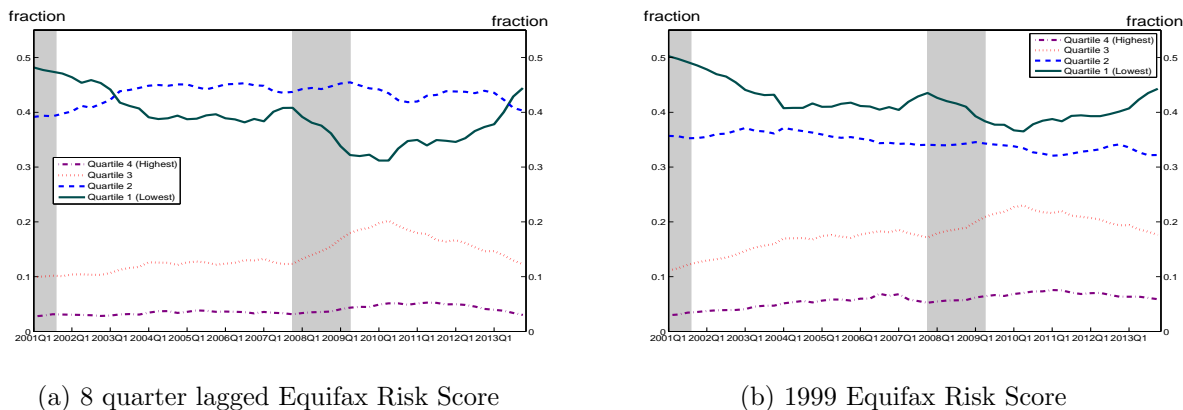 fraction
fraction
0.5
0.4
0.3
0.2
0.1
0
0.5
0.4
0.3
0.2
0.1
0
Quartile 4 (Highest)
Quartile 3
Quartile 2
Quartile 1 (Lowest)
2001Q1 2002Q1 2003Q1 2004Q1 2005Q1 2006Q1 2007Q1 2008Q1 2009Q1 2010Q1 2011Q1 2012Q1 2013Q1
(a) 8 quarter lagged Equifax Risk Score
fraction
fraction
0.5
0.4
0.3
0.2
0.1
0
0.5
0.4
0.3
0.2
0.1
0
Quartile 4 (Highest)
Quartile 3
Quartile 2
Quartile 1 (Lowest)
2001Q1 2002Q1 2003Q1 2004Q1 2005Q1 2006Q1 2007Q1 2008Q1 2009Q1 2010Q1 2011Q1 2012Q1 2013Q1
(b) 1999 Equifax Risk Score